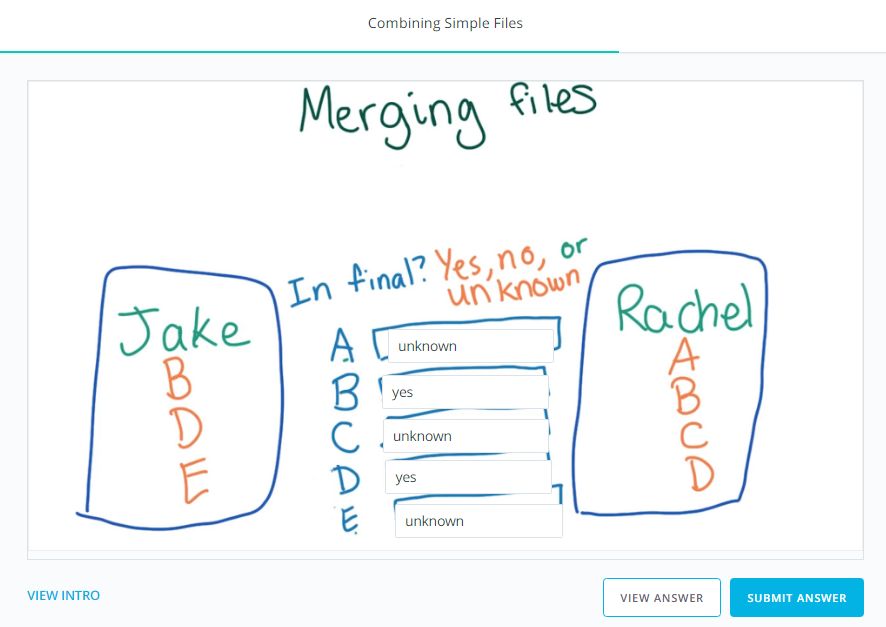 Combining Simple Files
Merging files
In final? Yes, no, or
unknown
Jake
B
D
E
A unknown
B yes
C unknown
D yes
E unknown
Rachel
A
B
C
D
VIEW INTRO
VIEW ANSWER
SUBMIT ANSWER